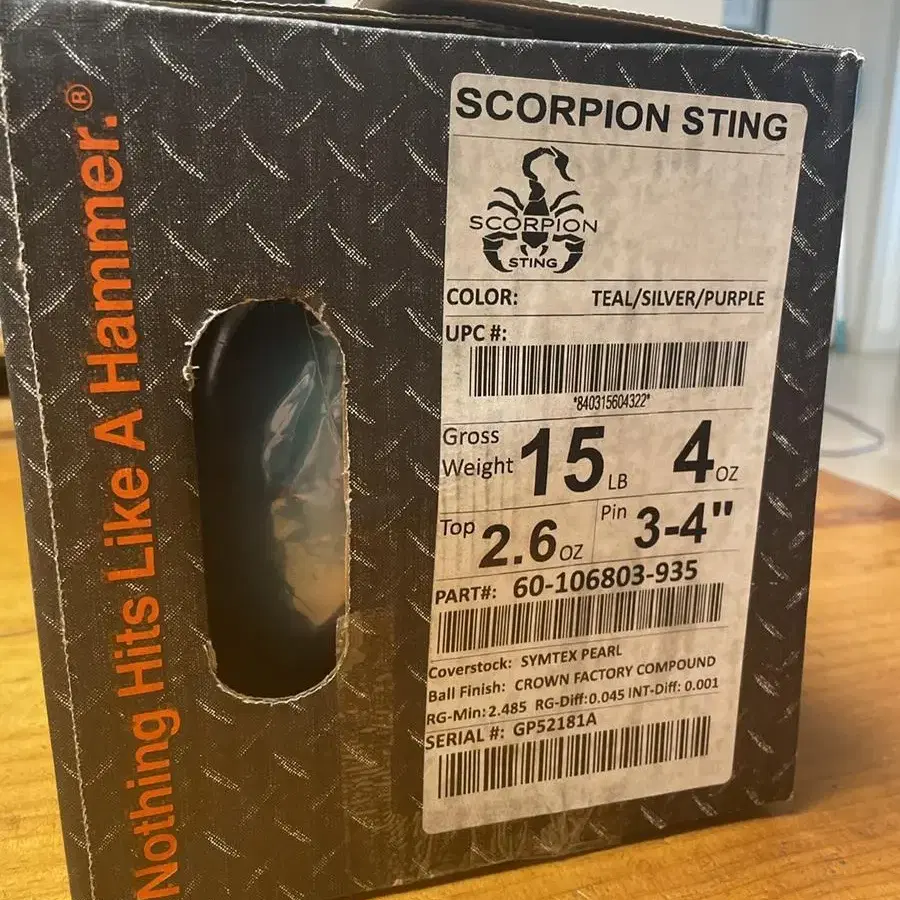 Nothing Hits Like A Hammer.®
SCORPION STING
SCORPION
STING
COLOR: TEAL/SILVER/PURPLE
UPC #:
*840315604322*
Gross Weight 15 LB 4 OZ
Top 2.6 OZ Pin 3-4"
PART#: 60-106803-935
Coverstock: SYMTEX PEARL
Ball Finish: CROWN FACTORY COMPOUND
RG-Min: 2.485 RG-Diff: 0.045 INT-Diff: 0.001
SERIAL #: GP52181A